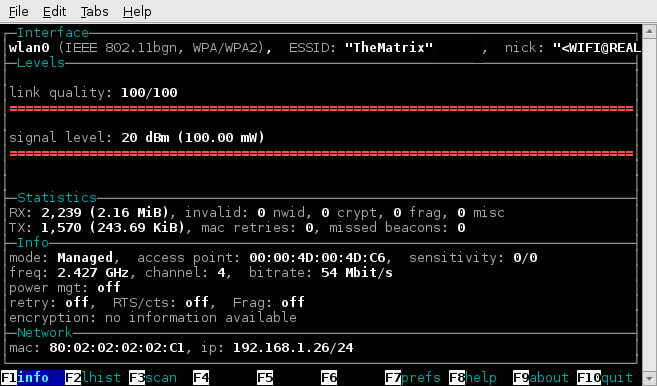 File Edit Tabs Help
Interface
wlan0 (IEEE 802.11bgn, WPA/WPA2), ESSID: "TheMatrix" , nick: "<WIFI@REAL
Levels
link quality: 100/100
signal level: 20 dBm (100.00 mW)
Statistics
RX: 2,239 (2.16 MiB), invalid: 0 nwid, 0 crypt, 0 frag, 0 misc
TX: 1,570 (243.69 KiB), mac retries: 0, missed beacons: 0
Info
mode: Managed, access point: 00:00:4D:00:4D:C6, sensitivity: 0/0
freq: 2.427 GHz, channel: 4, bitrate: 54 Mbit/s
power mgt: off
retry: off, RTS/cts: off, Frag: off
encryption: no information available
Network
mac: 80:02:02:02:02:C1, ip: 192.168.1.26/24
F1info F2lhist F3scan F4 F5 F6 F7prefs F8help F9about F10quit